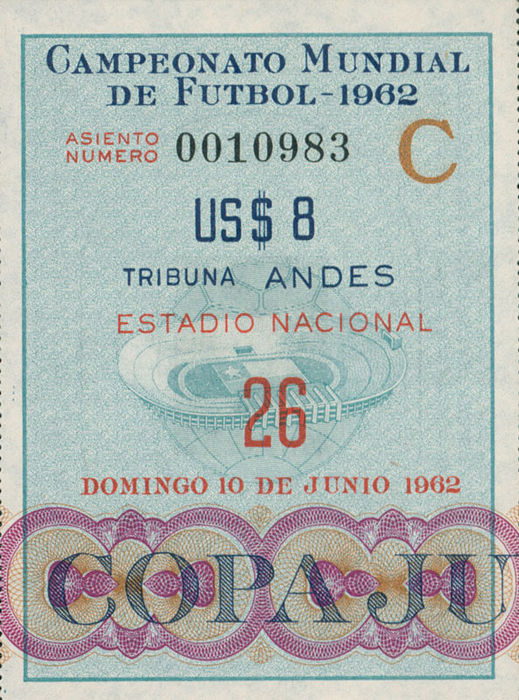 CAMPEONATO MUNDIAL
DE FUTBOL-1962
ASIENTO
NUMERO 0010983 C
US$ 8
TRIBUNA ANDES
ESTADIO NACIONAL
26
DOMINGO 10 DE JUNIO 1962
COPA JU